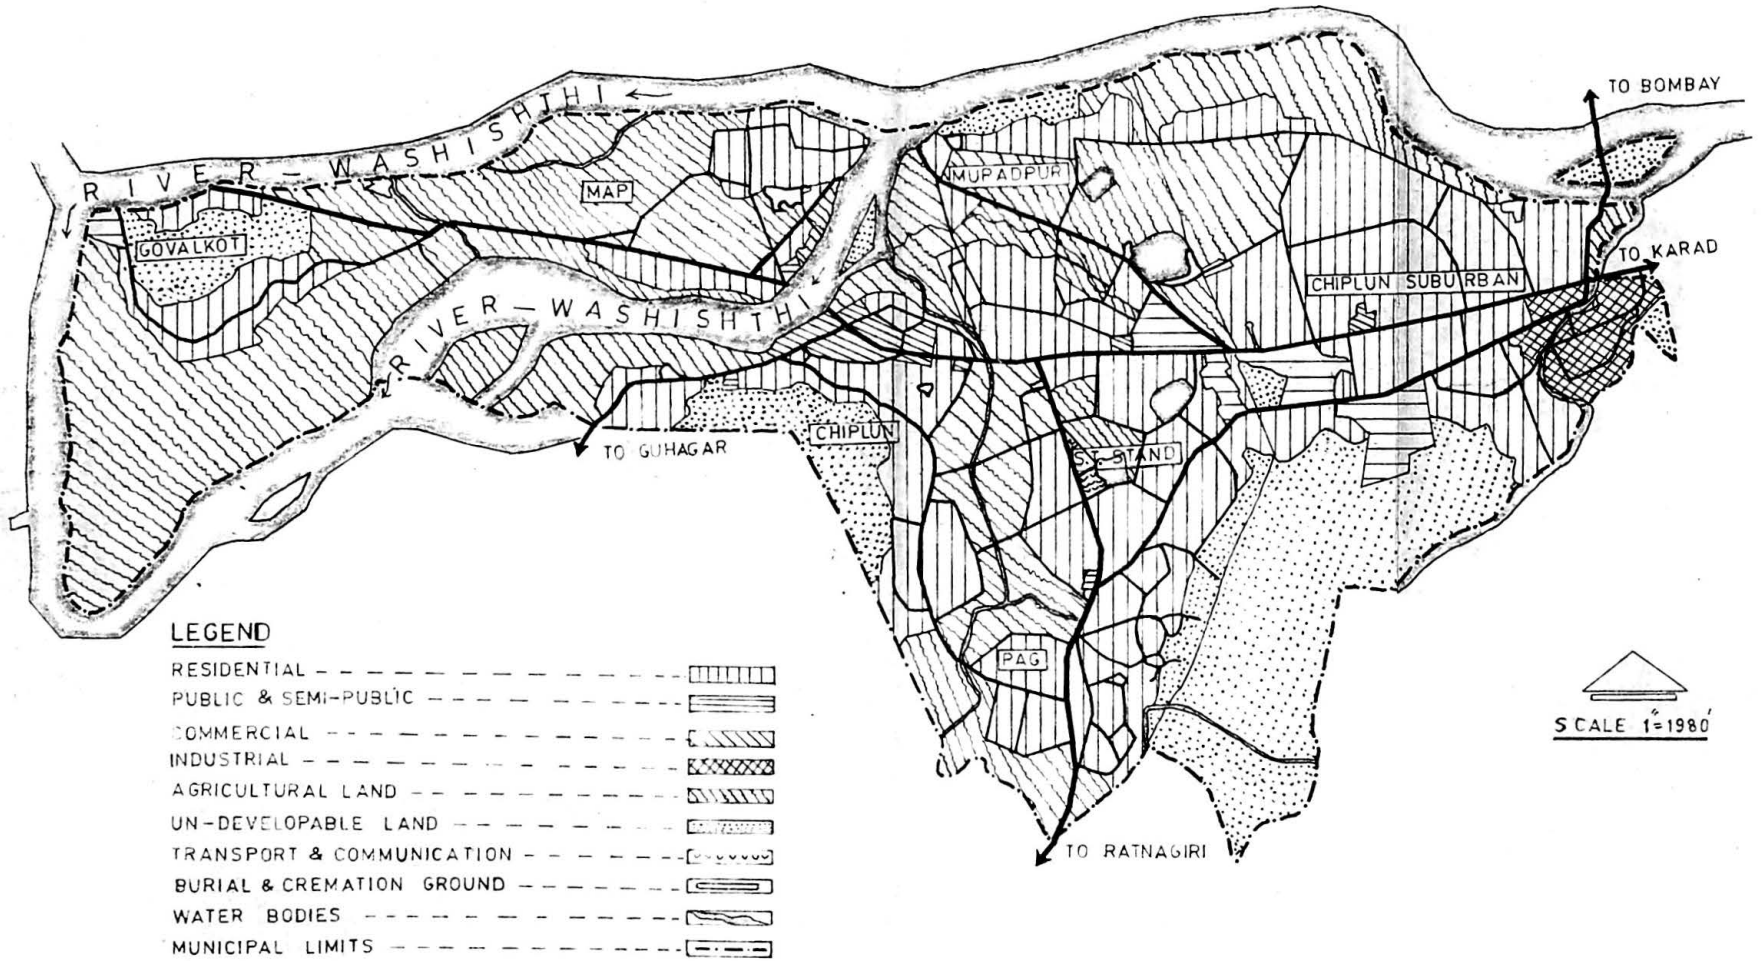 TO BOMBAY
RIVER - WASHISHTHI
MAP
MURADPUR
GOVALKOT
TO KARAD
CHIPLUN SUBURBAN
RIVER - WASHISHTHI
CHIPLUN
TO GUHAGAR
S.T. STAND
PAG
TO RATNAGIRI
SCALE 1"=1980'
LEGEND
RESIDENTIAL
PUBLIC & SEMI-PUBLIC
COMMERCIAL
INDUSTRIAL
AGRICULTURAL LAND
UN-DEVELOPABLE LAND
TRANSPORT & COMMUNICATION
BURIAL & CREMATION GROUND
WATER BODIES
MUNICIPAL LIMITS